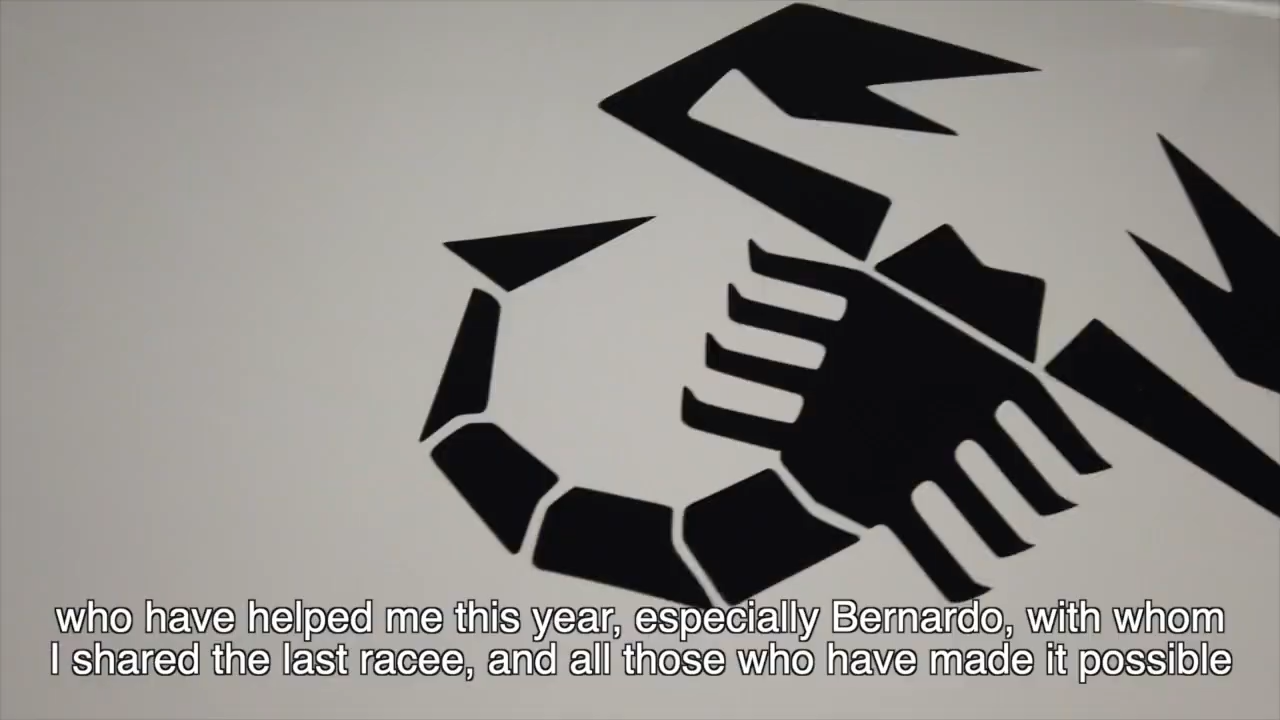 who have helped me this year, especially Bernardo, with whom
I shared the last racee, and all those who have made it possible